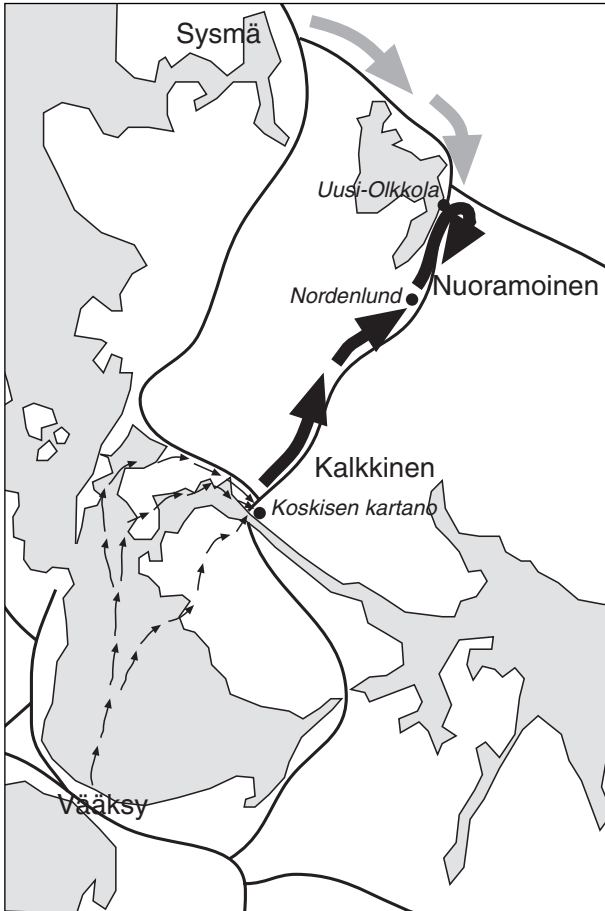 Sysmä
Uusi-Olkkola
Nuoramoinen
Nordenlund
Kalkkinen
Koskisen kartano
Vääksy